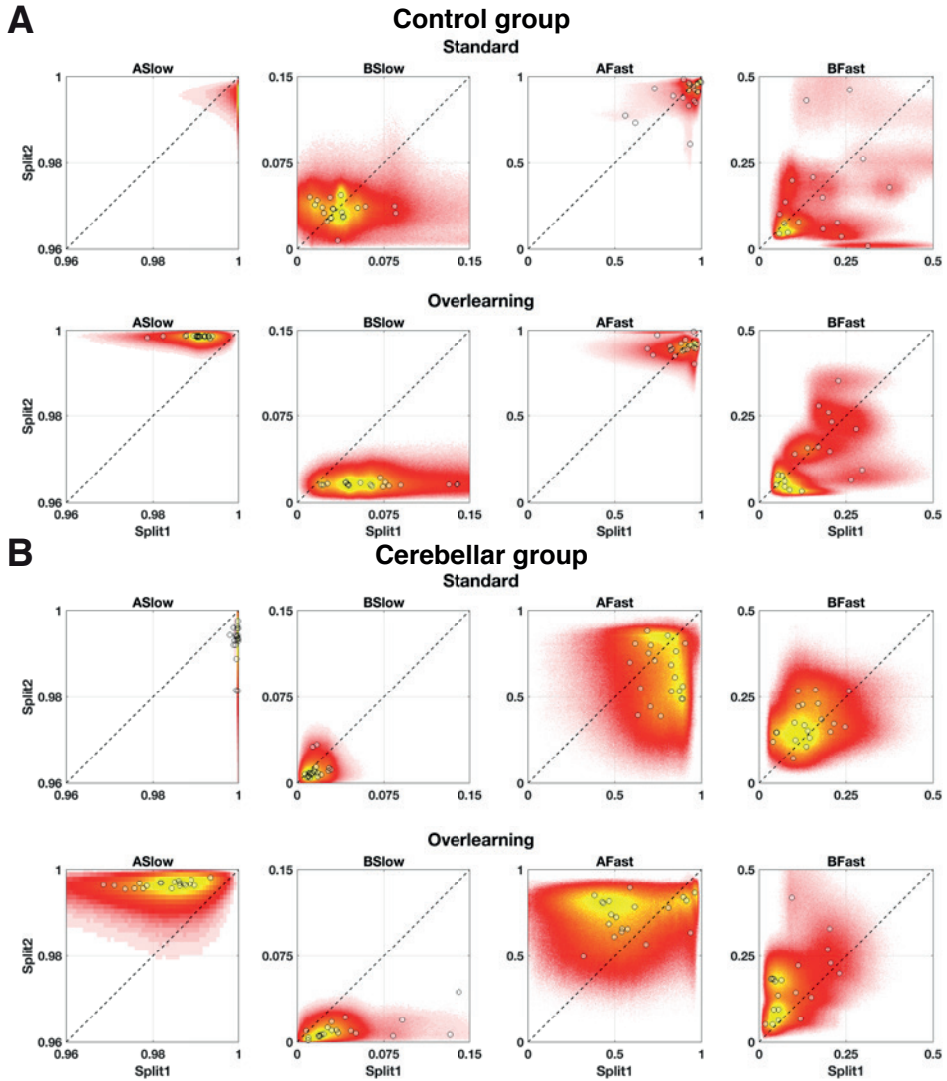 A
Control group
Standard
ASlow BSlow AFast BFast
1 0.15 1 0.5
Split2
0.98 0.075 0.5 0.25
0.96 0 0 0
0.96 0.98 1 0 0.075 0.15 0 0.5 1 0 0.25 0.5
Overlearning
ASlow BSlow AFast BFast
1 0.15 1 0.5
Split2
0.98 0.075 0.5 0.25
0.96 0 0 0
0.96 0.98 1 0 0.075 0.15 0 0.5 1 0 0.25 0.5
Split1 Split1 Split1 Split1
B
Cerebellar group
Standard
ASlow BSlow AFast BFast
1 0.15 1 0.5
Split2
0.98 0.075 0.5 0.25
0.96 0 0 0
0.96 0.98 1 0 0.075 0.15 0 0.5 1 0 0.25 0.5
Overlearning
ASlow BSlow AFast BFast
1 0.15 1 0.5
Split2
0.98 0.075 0.5 0.25
0.96 0 0 0
0.96 0.98 1 0 0.075 0.15 0 0.5 1 0 0.25 0.5
Split1 Split1 Split1 Split1